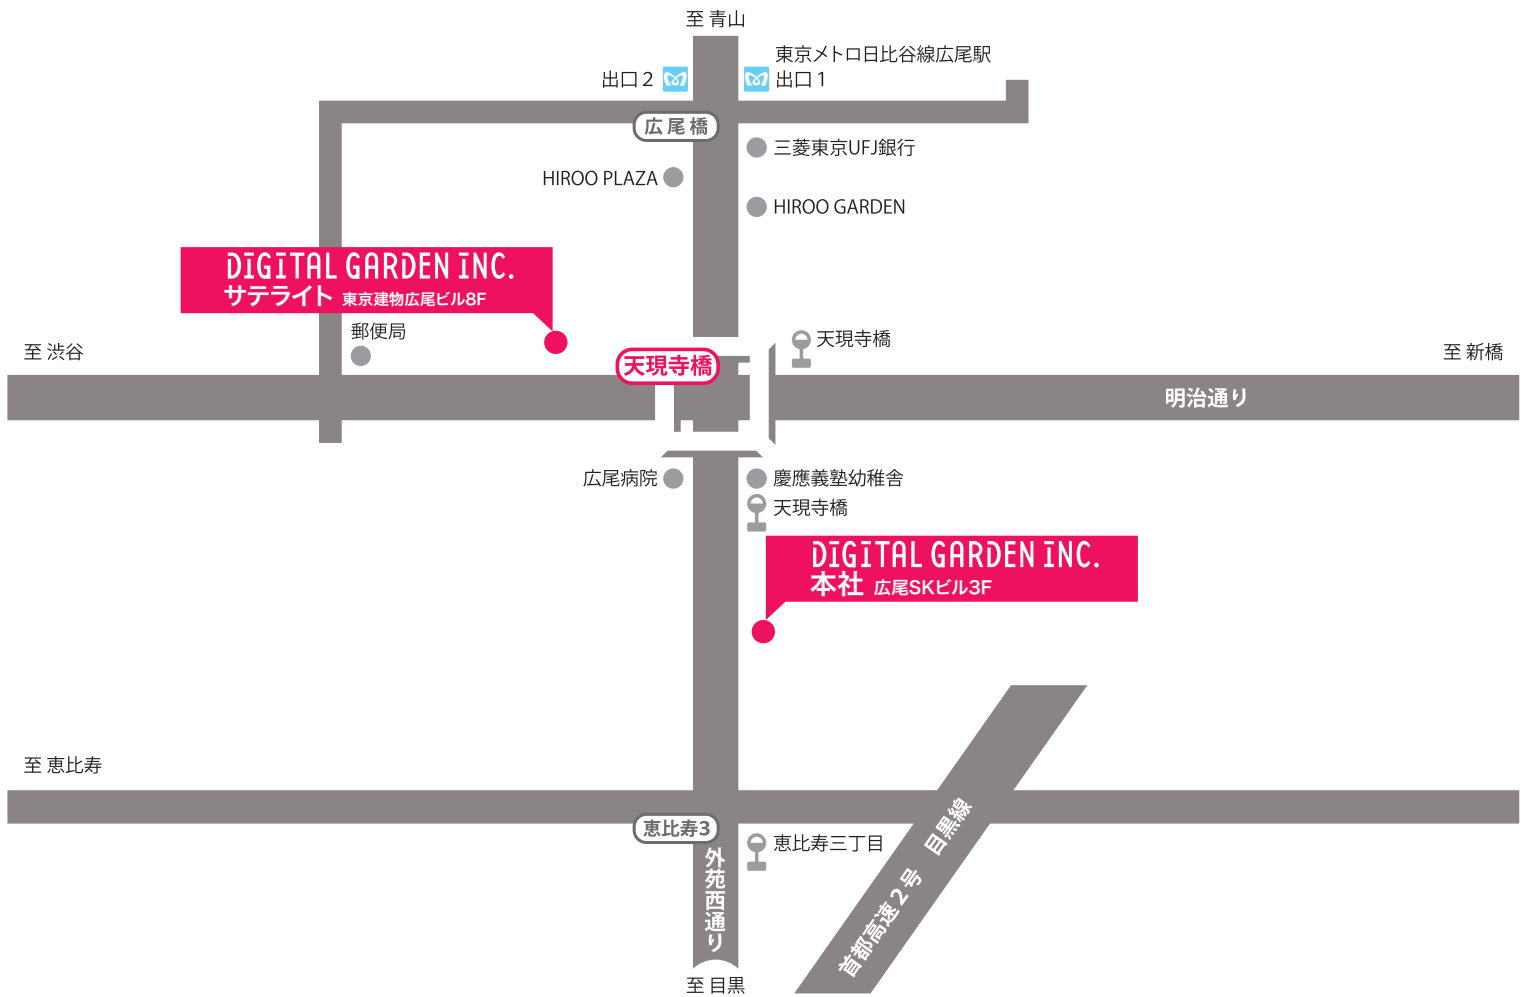 至 青山
東京メトロ日比谷線広尾駅
出口 2
出口 1
広尾橋
三菱東京UFJ銀行
HIROO PLAZA
HIROO GARDEN
DIGITAL GARDEN INC.
サテライト 東京建物広尾ビル8F
郵便局
至 渋谷
天現寺橋
天現寺橋
至 新橋
明治通り
広尾病院
慶應義塾幼稚舎
天現寺橋
DIGITAL GARDEN INC.
本社 広尾SKビル3F
至 恵比寿
恵比寿3
恵比寿三丁目
外苑西通り
首都高速2号 目黒線
至 目黒